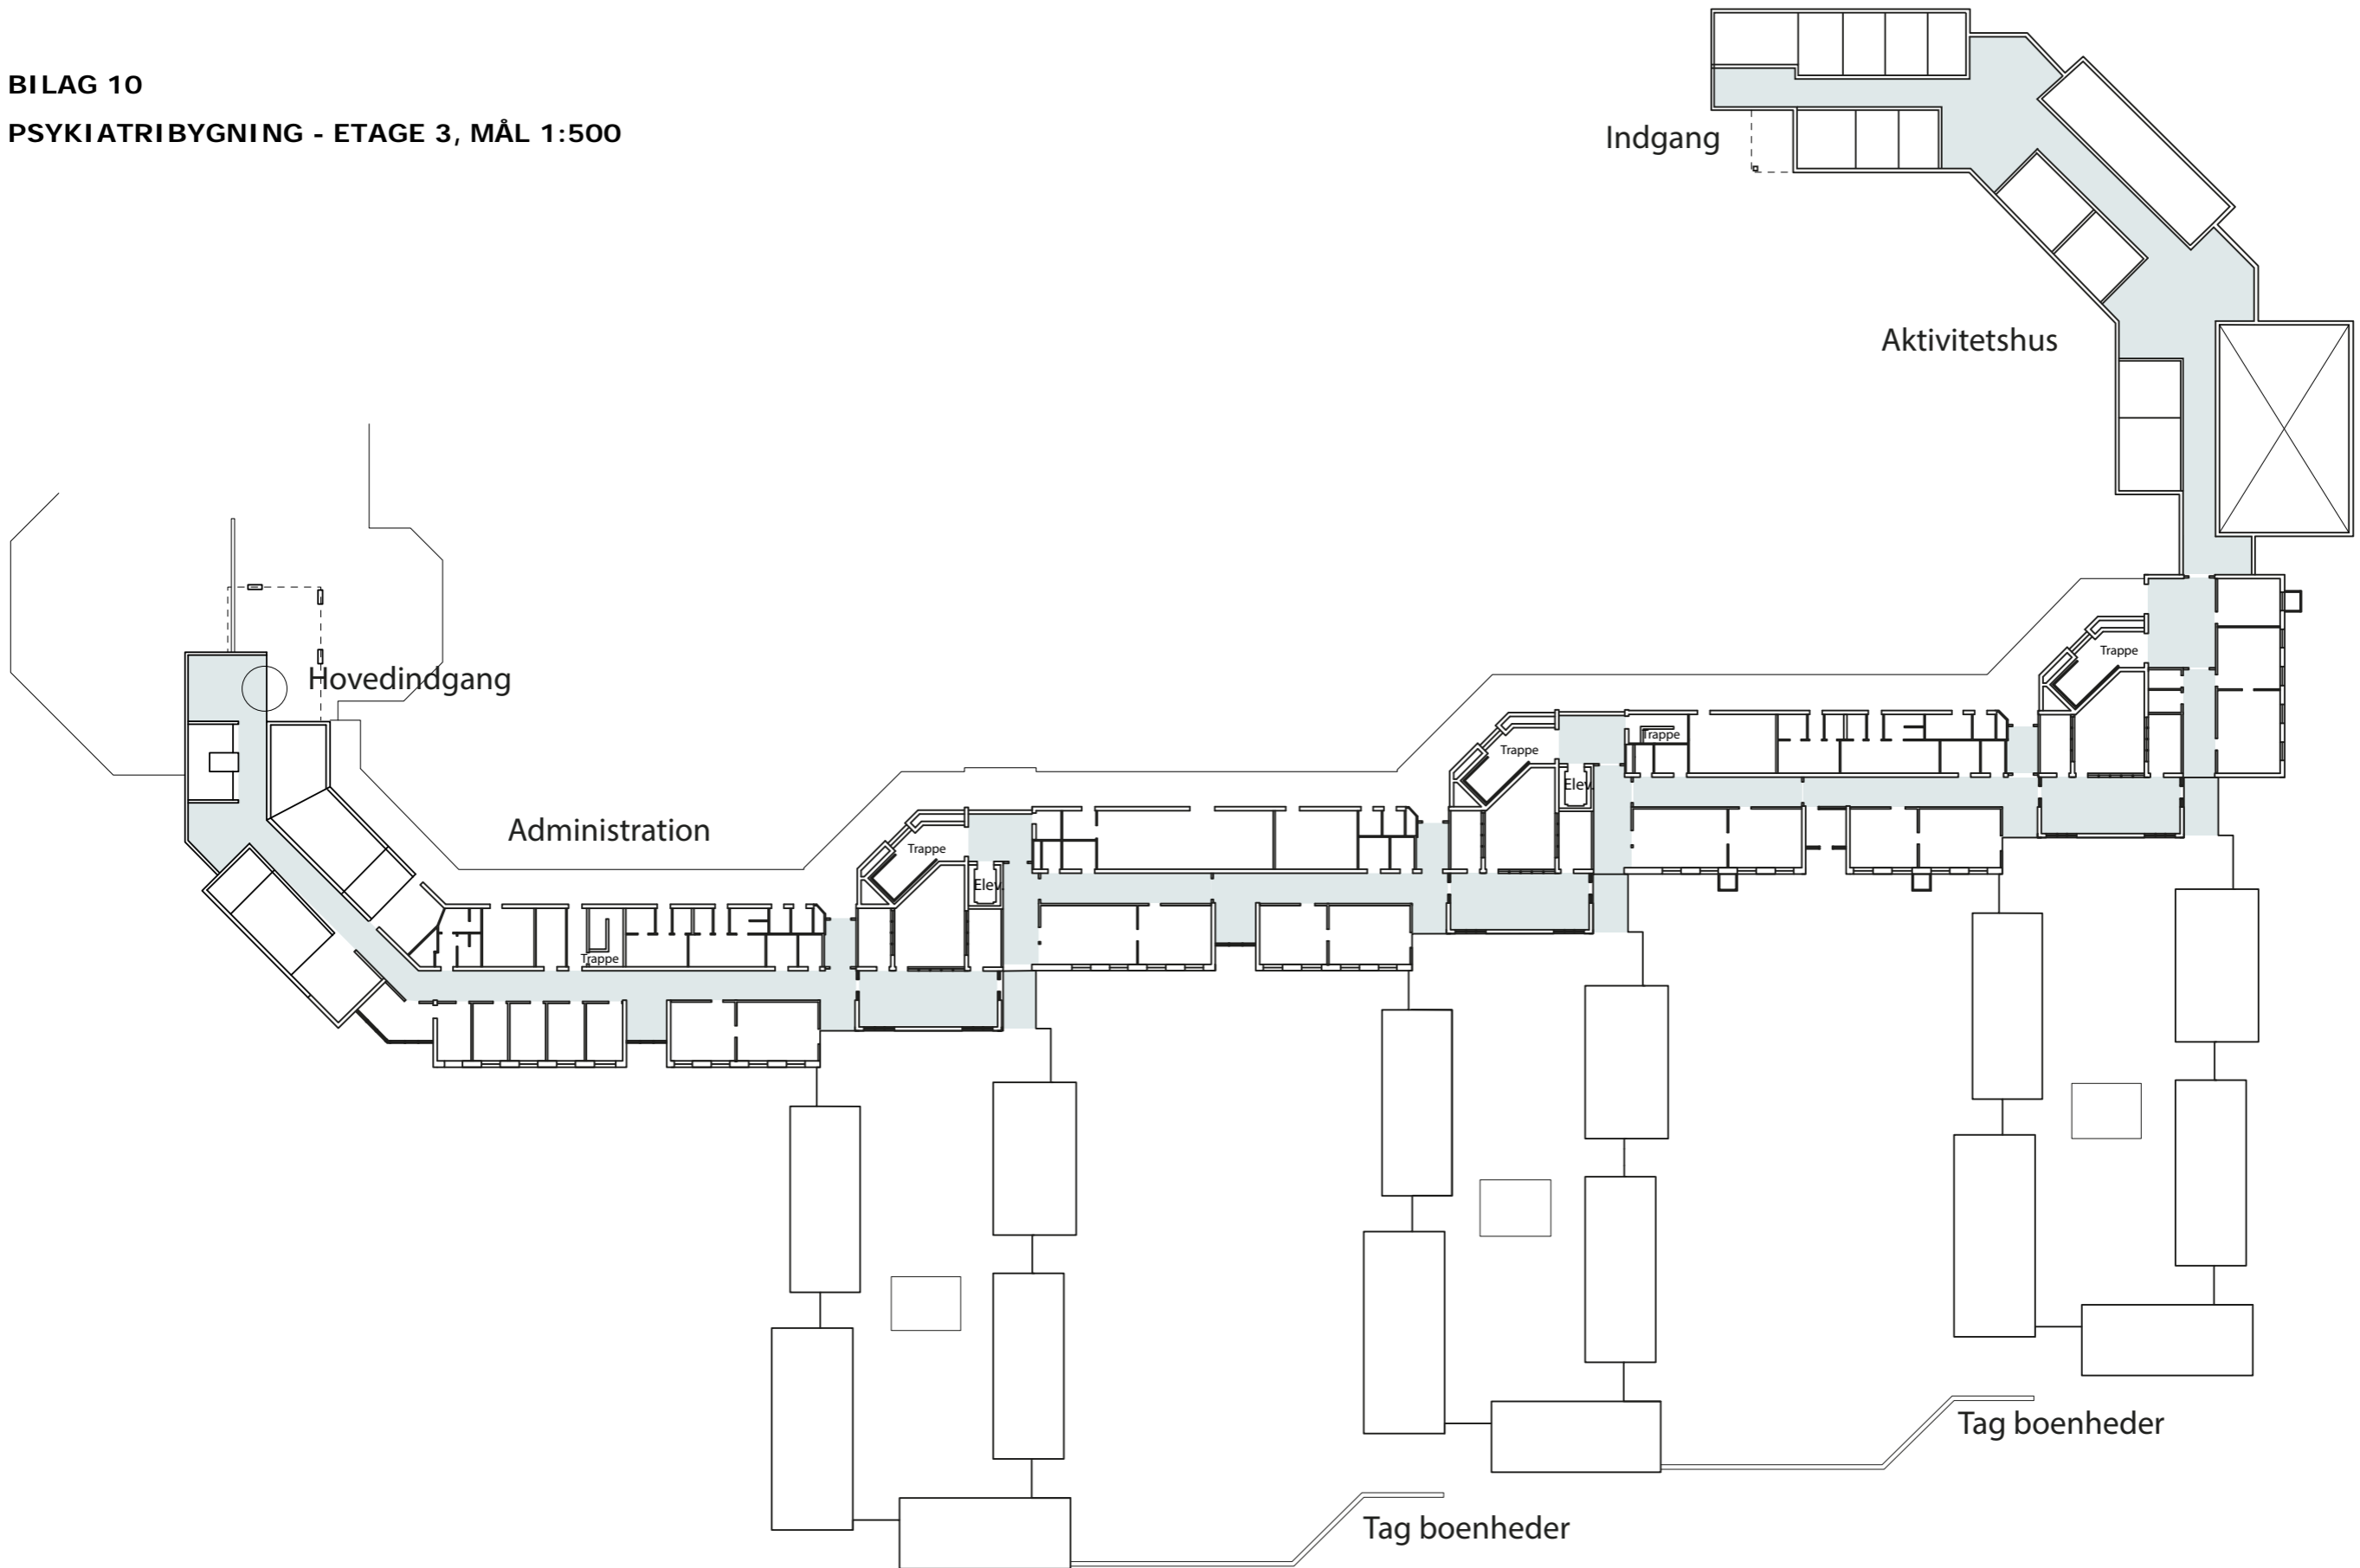 BILAG 10
PSYKIATRIBYGNING - ETAGE 3, MÅL 1:500
Indgang
Aktivitetshus
Trappe
Hovedindgang
Trappe
Trappe
Elev.
Administration
Trappe
Elev.
Trappe
Tag boenheder
Tag boenheder